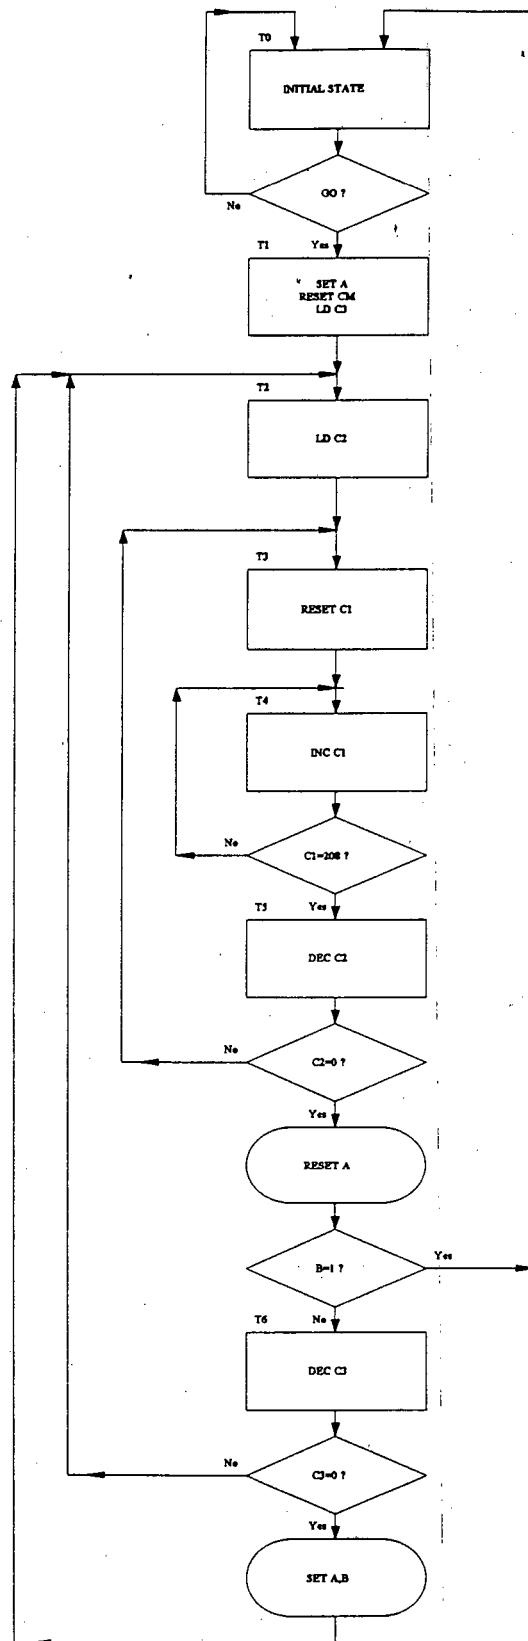 T0
INITIAL STATE
GO ?
No
Yes
T1
SET A
RESET CM
LD C3
T2
LD C2
T3
RESET C1
T4
INC C1
No
C1=208 ?
Yes
T5
DEC C2
No
C2=0 ?
Yes
RESET A
B=1 ?
Yes
No
T6
DEC C3
No
C3=0 ?
Yes
SET A,B